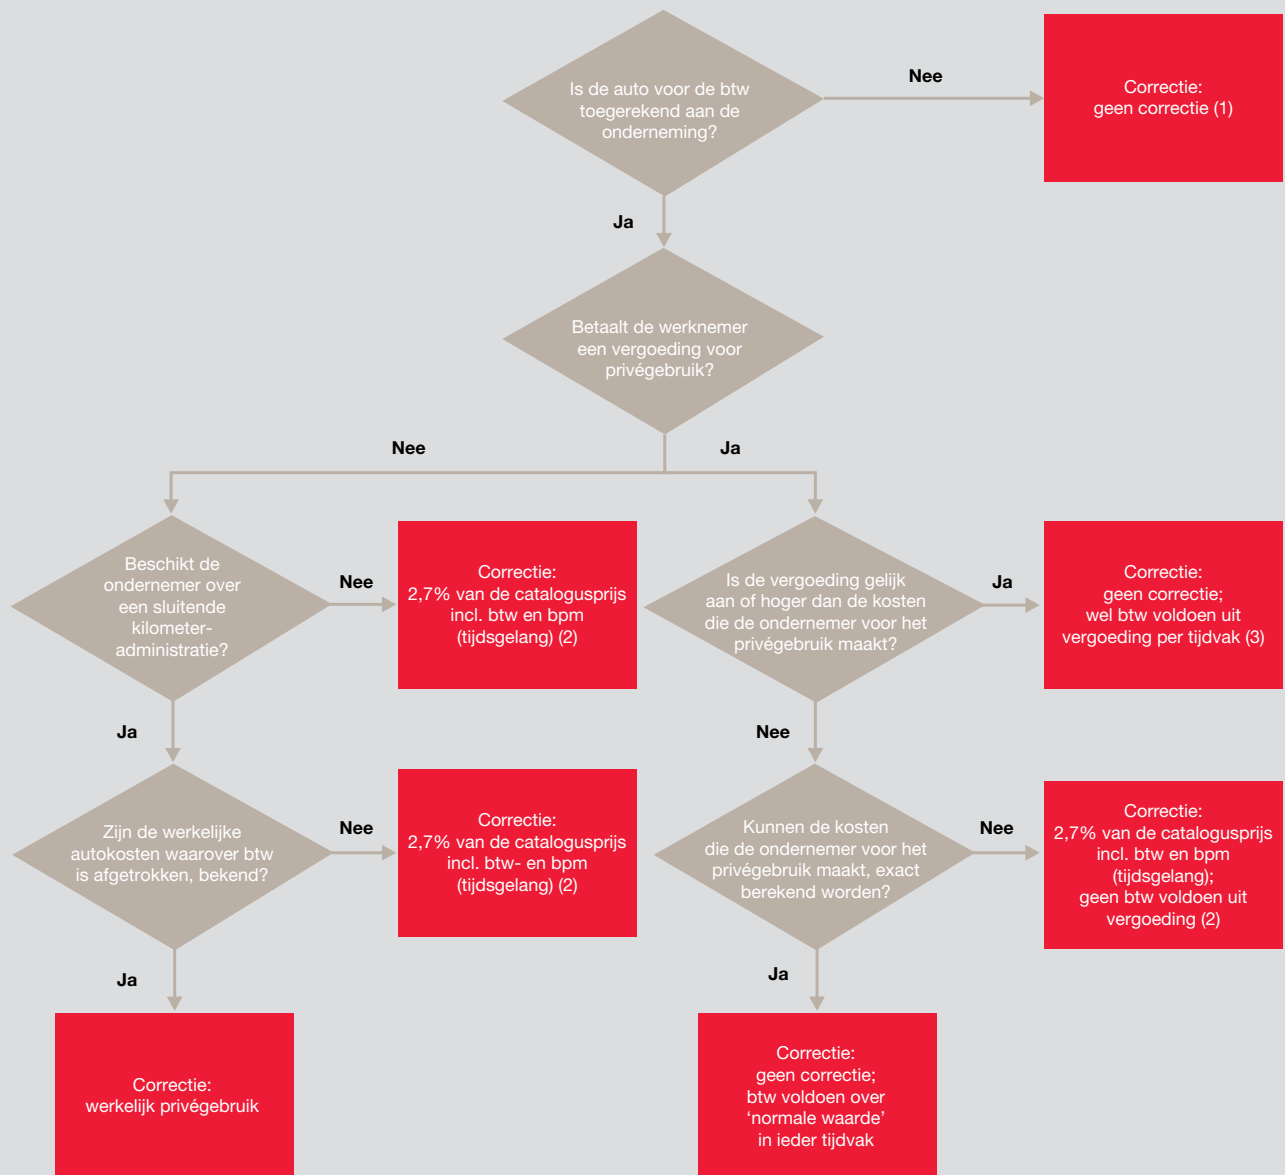 Is de auto voor de btw
toegerekend aan de
onderneming?
Nee
Correctie:
geen correctie (1)
Ja
Betaalt de werknemer
een vergoeding voor
privégebruik?
Nee
Ja
Beschikt de
ondernemer over
een sluitende
kilometer-
administratie?
Nee
Correctie:
2,7% van de catalogusprijs
incl. btw en bpm
(tijdsgelang) (2)
Is de vergoeding gelijk
aan of hoger dan de kosten
die de ondernemer voor het
privégebruik maakt?
Ja
Correctie:
geen correctie;
wel btw voldoen uit
vergoeding per tijdvak (3)
Ja
Nee
Zijn de werkelijke
autokosten waarover btw
is afgetrokken, bekend?
Nee
Correctie:
2,7% van de catalogusprijs
incl. btw- en bpm
(tijdsgelang) (2)
Kunnen de kosten
die de ondernemer voor het
privégebruik maakt, exact
berekend worden?
Nee
Correctie:
2,7% van de catalogusprijs
incl. btw en bpm
(tijdsgelang);
geen btw voldoen uit
vergoeding (2)
Ja
Ja
Correctie:
werkelijk privégebruik
Correctie:
geen correctie;
btw voldoen over
‘normale waarde’
in ieder tijdvak